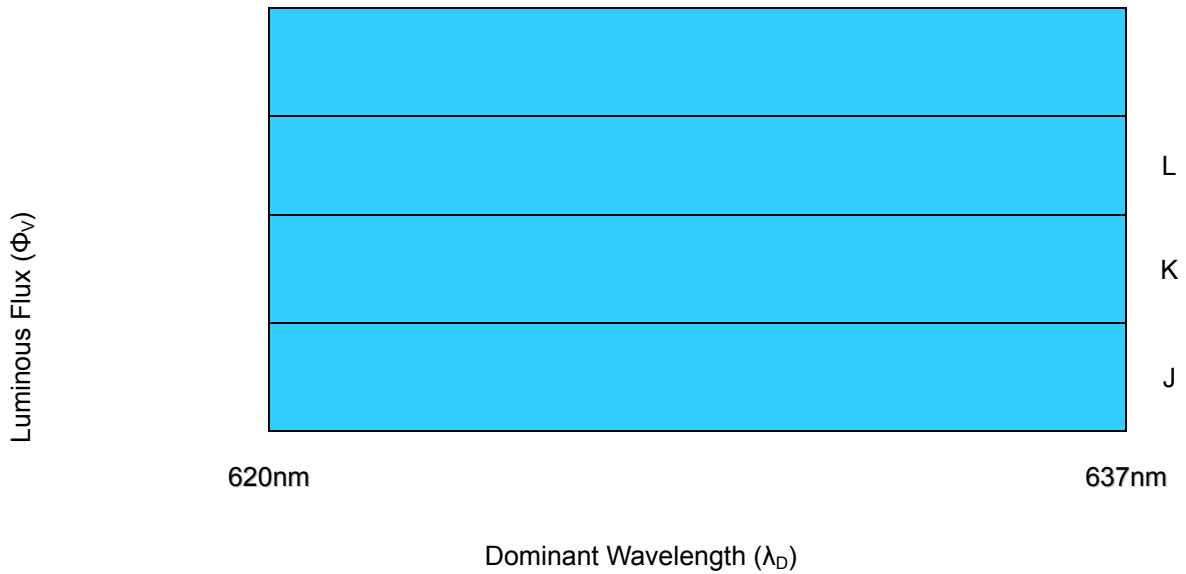 Luminous Flux (ΦV)
L
K
J
620nm
637nm
Dominant Wavelength (λD)